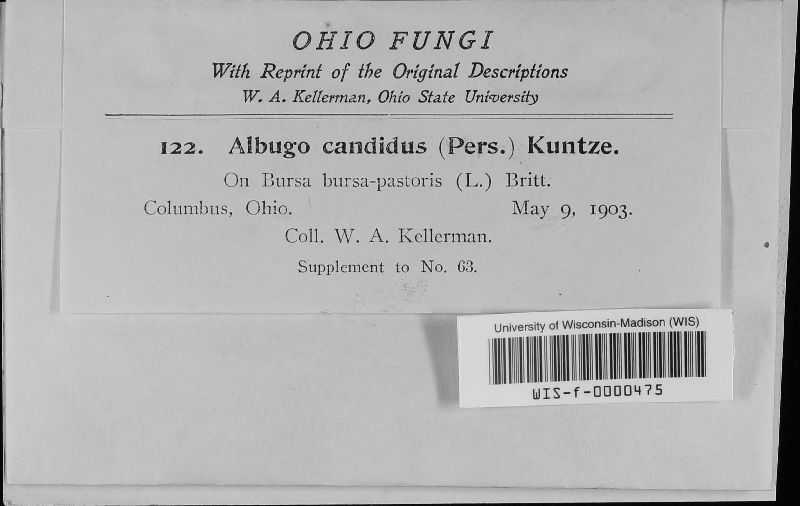 OHIO FUNGI
With Reprint of the Original Descriptions
W. A. Kellerman, Ohio State University
122. Albugo candidus (Pers.) Kuntze.
On Bursa bursa-pastoris (L.) Britt.
Columbus, Ohio. May 9, 1903.
Coll. W. A. Kellerman.
Supplement to No. 63.
University of Wisconsin-Madison (WIS)
WIS-f-0000475